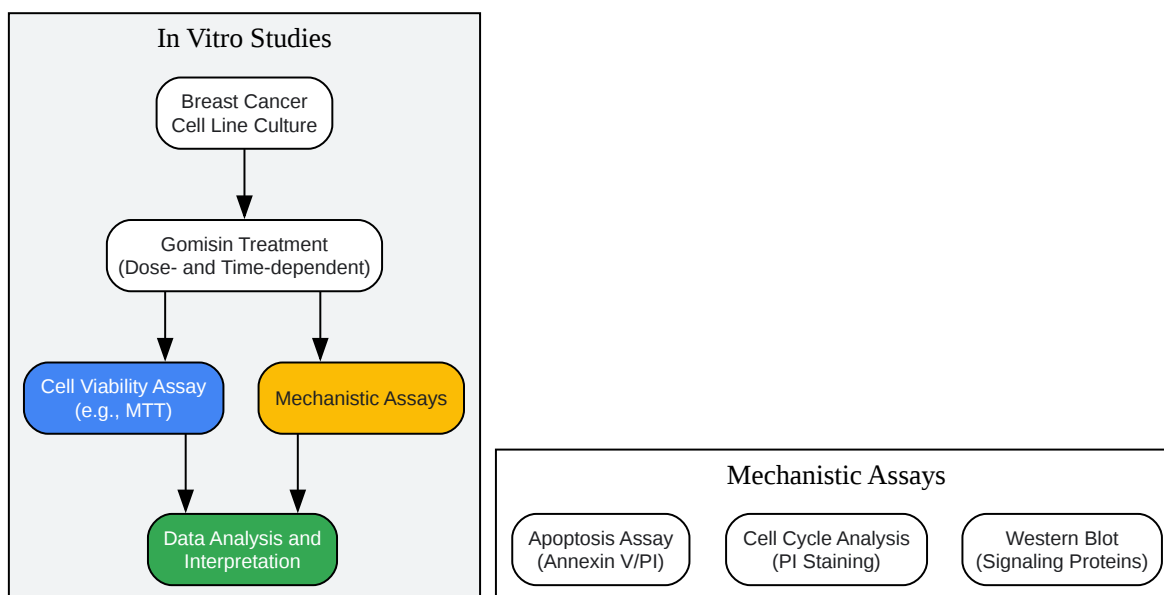 In Vitro Studies
Breast Cancer
Cell Line Culture
Gomisin Treatment
(Dose- and Time-dependent)
Cell Viability Assay
(e.g., MTT)
Mechanistic Assays
Data Analysis and
Interpretation
Mechanistic Assays
Apoptosis Assay
(Annexin V/PI)
Cell Cycle Analysis
(PI Staining)
Western Blot
(Signaling Proteins)